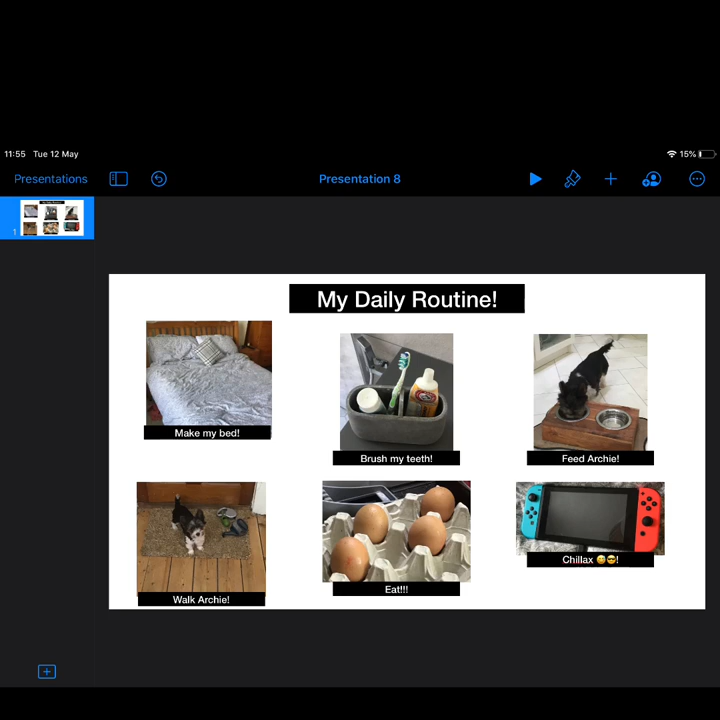 11:55 Tue 12 May
15%
Presentations
Presentation 8
1
My Daily Routine!
Make my bed!
Brush my teeth!
Feed Archie!
Walk Archie!
Eat!!!
Chillax 😋😎!